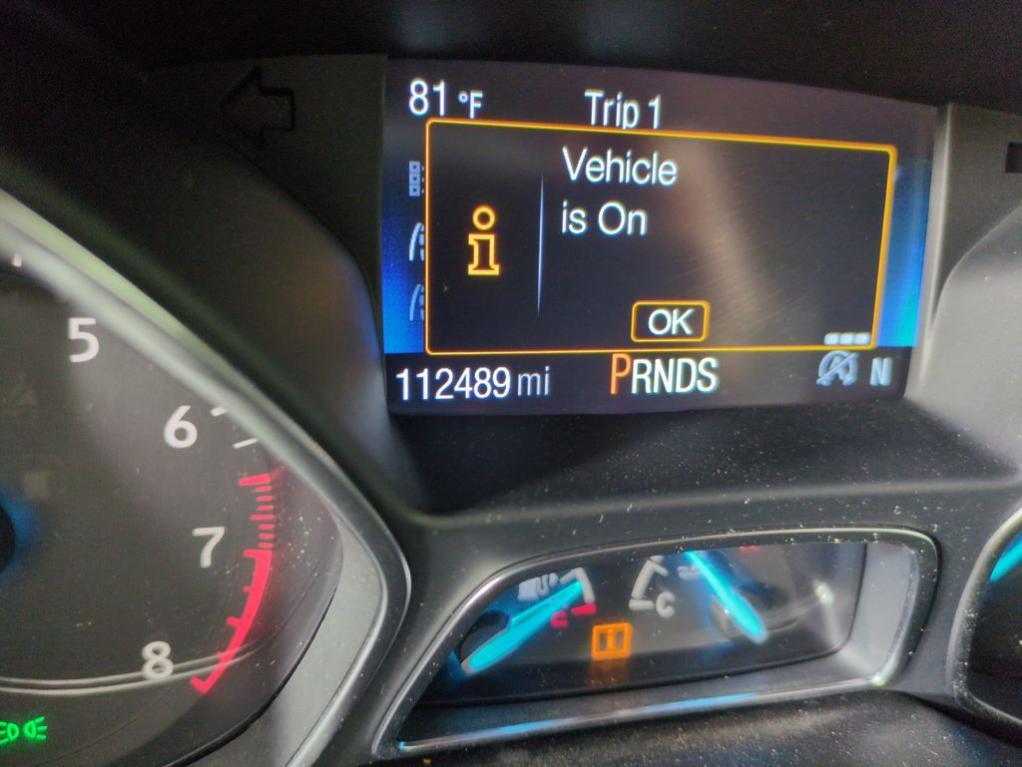 81 °F
Trip 1
Vehicle
is On
OK
112489 mi
PRNDS
A
N
5
6
7
8
C
E